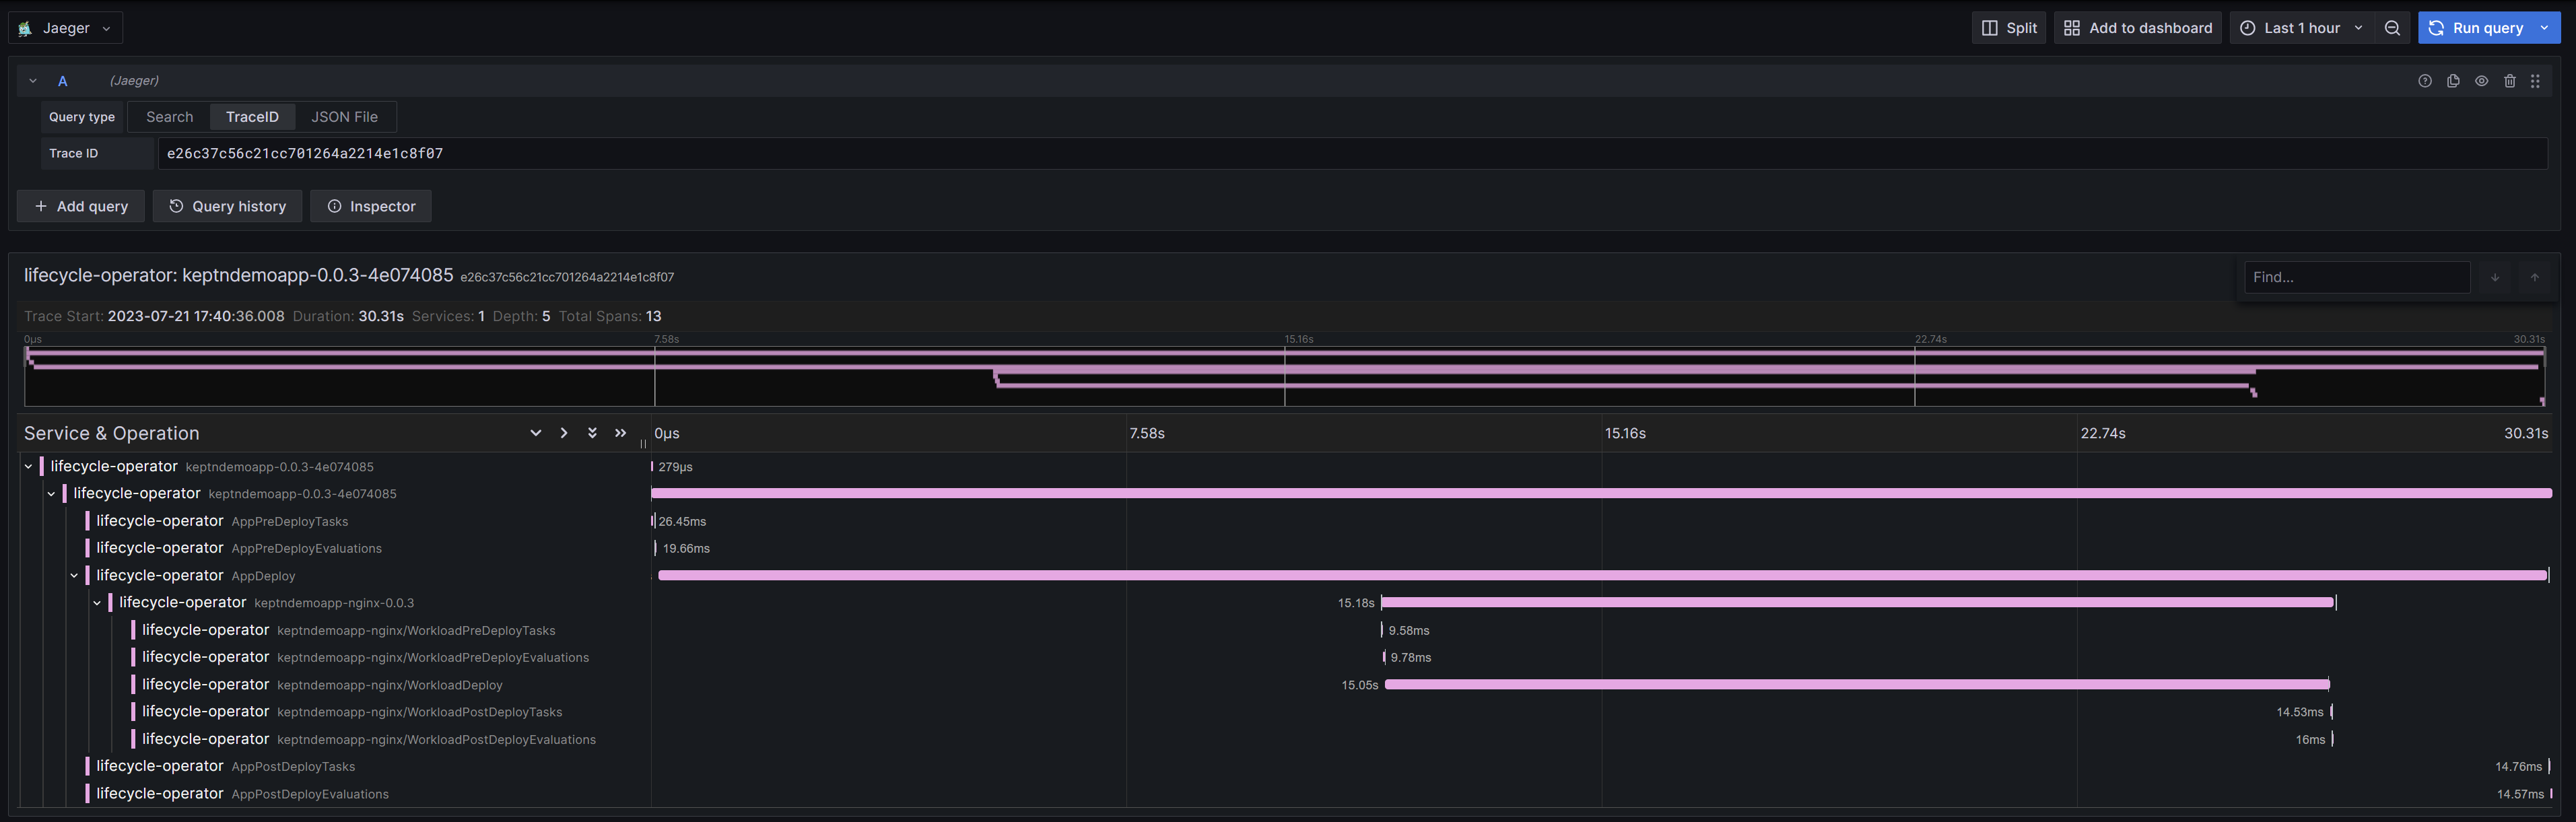 Jaeger Split Add to dashboard Last 1 hour Run query
A (Jaeger)
Query type Search TraceID JSON File
Trace ID e26c37c56c21cc701264a2214e1c8f07
Add query Query history Inspector
lifecycle-operator: keptndemoapp-0.0.3-4e074085 e26c37c56c21cc701264a2214e1c8f07 Find...
Trace Start: 2023-07-21 17:40:36.008 Duration: 30.31s Services: 1 Depth: 5 Total Spans: 13
0μs 7.58s 15.16s 22.74s 30.31s
Service & Operation 0μs 7.58s 15.16s 22.74s 30.31s
lifecycle-operator keptndemoapp-0.0.3-4e074085 279μs
lifecycle-operator keptndemoapp-0.0.3-4e074085
lifecycle-operator AppPreDeployTasks 26.45ms
lifecycle-operator AppPreDeployEvaluations 19.66ms
lifecycle-operator AppDeploy
lifecycle-operator keptndemoapp-nginx-0.0.3 15.18s
lifecycle-operator keptndemoapp-nginx/WorkloadPreDeployTasks 9.58ms
lifecycle-operator keptndemoapp-nginx/WorkloadPreDeployEvaluations 9.78ms
lifecycle-operator keptndemoapp-nginx/WorkloadDeploy 15.05s
lifecycle-operator keptndemoapp-nginx/WorkloadPostDeployTasks 14.53ms
lifecycle-operator keptndemoapp-nginx/WorkloadPostDeployEvaluations 16ms
lifecycle-operator AppPostDeployTasks 14.76ms
lifecycle-operator AppPostDeployEvaluations 14.57ms